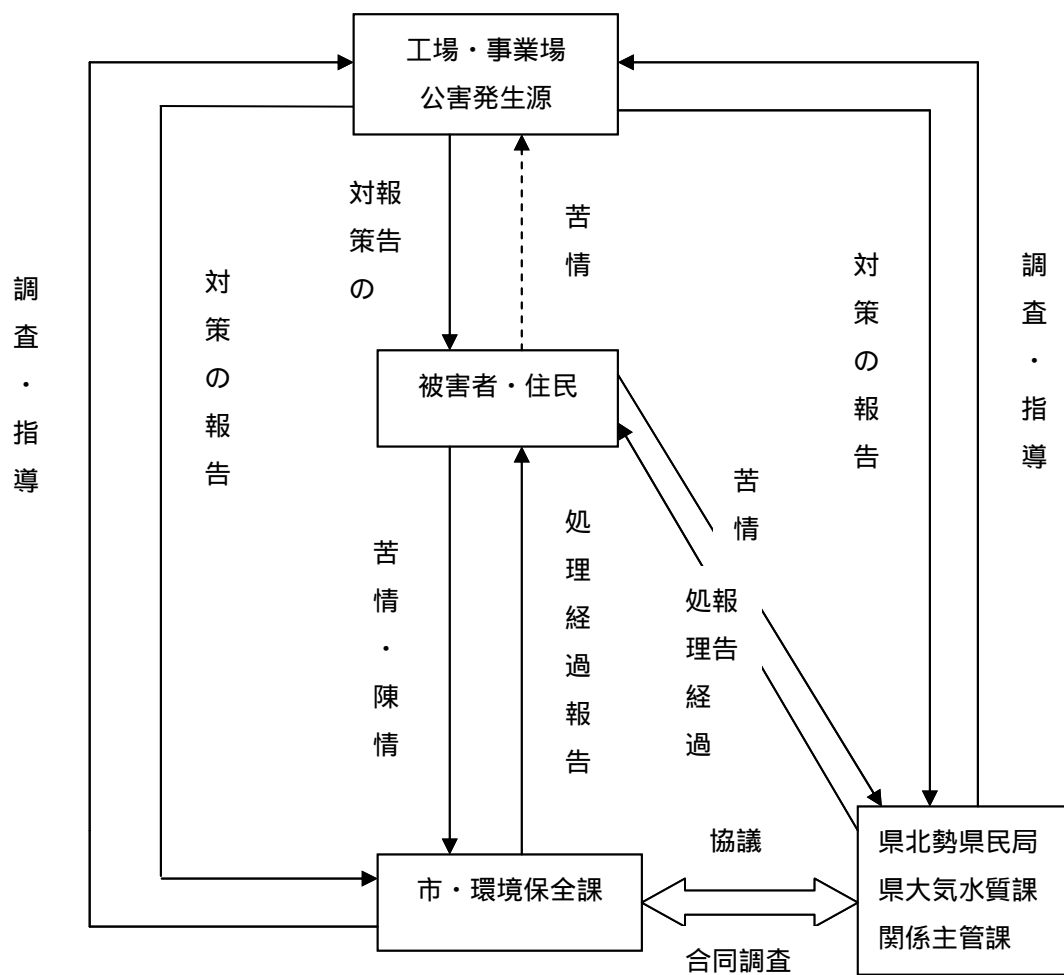 工場・事業場
公害発生源
対策の
報告
苦情
調査・指導
対策の報告
対策の報告
調査・指導
被害者・住民
苦情
苦情・陳情
処理経過報告
処理経過
報告
協議
県北勢県民局
県大気水質課
関係主管課
市・環境保全課
合同調査